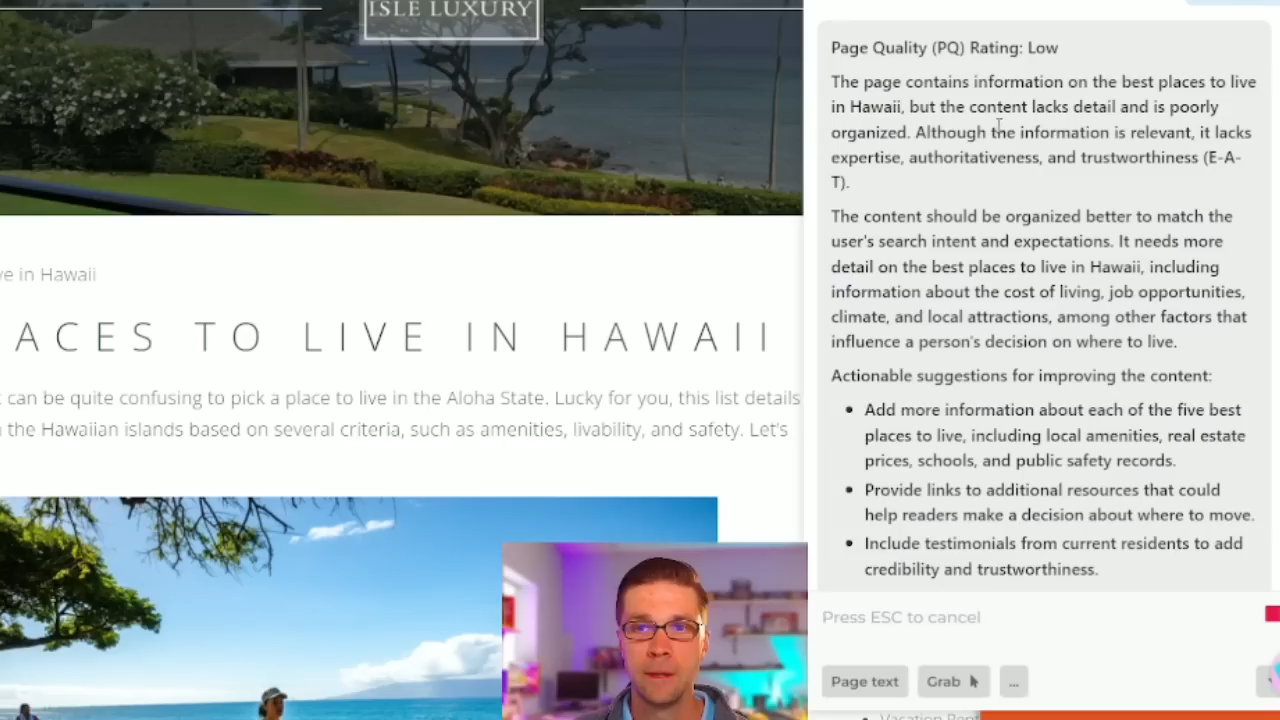 ISLE LUXURY
ve in Hawaii
ACES TO LIVE IN HAWAII
can be quite confusing to pick a place to live in the Aloha State. Lucky for you, this list details
the Hawaiian islands based on several criteria, such as amenities, livability, and safety. Let's
Page Quality (PQ) Rating: Low
The page contains information on the best places to live
in Hawaii, but the content lacks detail and is poorly
organized. Although the information is relevant, it lacks
expertise, authoritativeness, and trustworthiness (E-A-
T).
The content should be organized better to match the
user's search intent and expectations. It needs more
detail on the best places to live in Hawaii, including
information about the cost of living, job opportunities,
climate, and local attractions, among other factors that
influence a person's decision on where to live.
Actionable suggestions for improving the content:
• Add more information about each of the five best
places to live, including local amenities, real estate
prices, schools, and public safety records.
• Provide links to additional resources that could
help readers make a decision about where to move.
• Include testimonials from current residents to add
credibility and trustworthiness.
Press ESC to cancel
Page text
Grab
...
• Vacation Rent